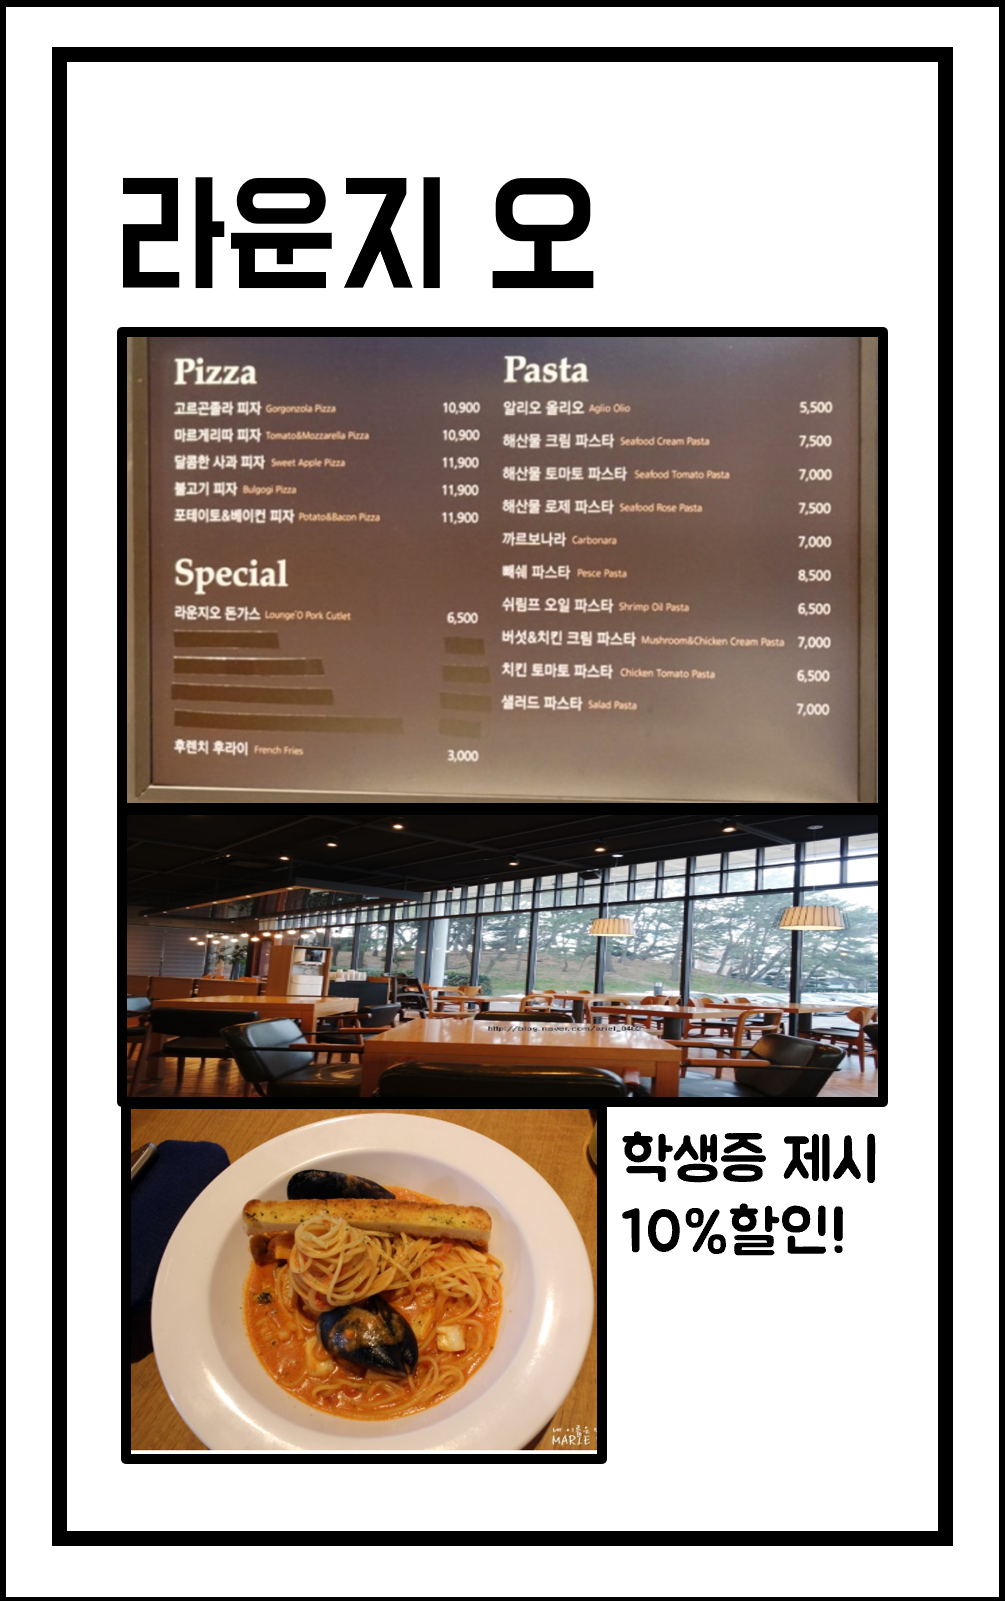 라운지 오
Pizza
고르곤졸라 피자 Gorgonzola Pizza 10,900
마르게리따 피자 Tomato&Mozzarella Pizza 10,900
달콤한 사과 피자 Sweet Apple Pizza 11,900
불고기 피자 Bulgogi Pizza 11,900
포테이토&베이컨 피자 Potato&Bacon Pizza 11,900
Special
라운지오 돈가스 Lounge'O Pork Cutlet 6,500
후렌치 후라이 French Fries 3,000
Pasta
알리오 올리오 Aglio Olio 5,500
해산물 크림 파스타 Seafood Cream Pasta 7,500
해산물 토마토 파스타 Seafood Tomato Pasta 7,000
해산물 로제 파스타 Seafood Rose Pasta 7,500
까르보나라 Carbonara 7,000
뻬쉐 파스타 Pesce Pasta 8,500
쉬림프 오일 파스타 Shrimp Oil Pasta 6,500
버섯&치킨 크림 파스타 Mushroom&Chicken Cream Pasta 7,000
치킨 토마토 파스타 Chicken Tomato Pasta 6,500
샐러드 파스타 Salad Pasta 7,000
http://blog.naver.com/ariel_0402
학생증 제시
10%할인!
네 이름은
MARIE